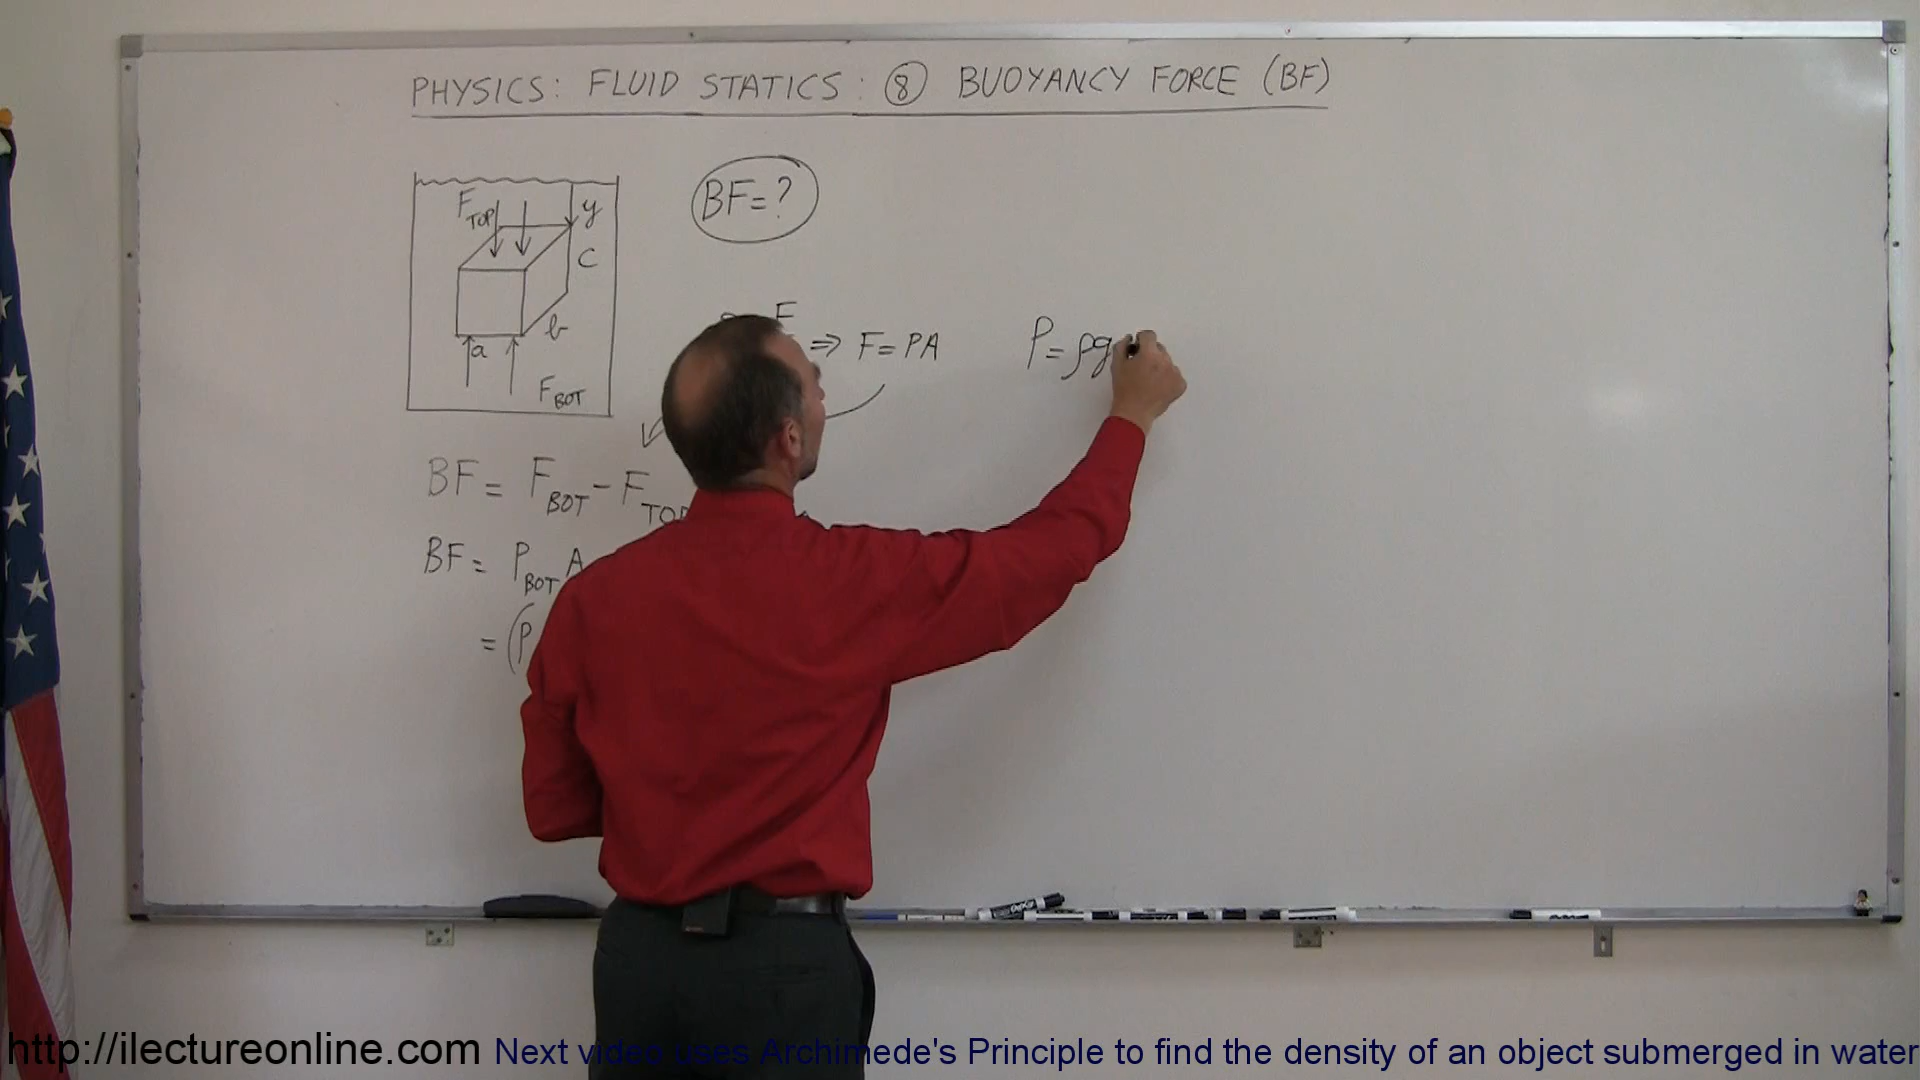 PHYSICS: FLUID STATICS: ⑧ BUOYANCY FORCE (BF)
BF=?
F TOP
y
c
b
a
F BOT
F
⇒ F=PA
P=ρg
BF = F BOT - F TOP
BF = P BOT A
= (P
http://ilectureonline.com Next video uses Archimede's Principle to find the density of an object submerged in water